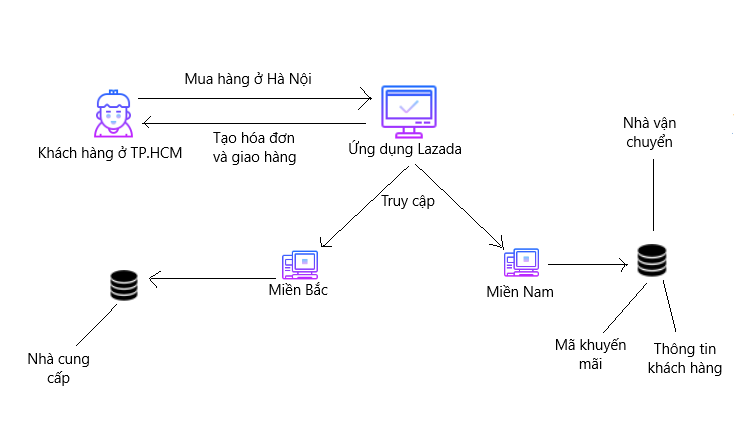 Mua hàng ở Hà Nội
Khách hàng ở TP.HCM
Tạo hóa đơn
và giao hàng
Ứng dụng Lazada
Nhà vận
chuyển
Truy cập
Miền Bắc
Miền Nam
Nhà cung
cấp
Mã khuyến
mãi
Thông tin
khách hàng